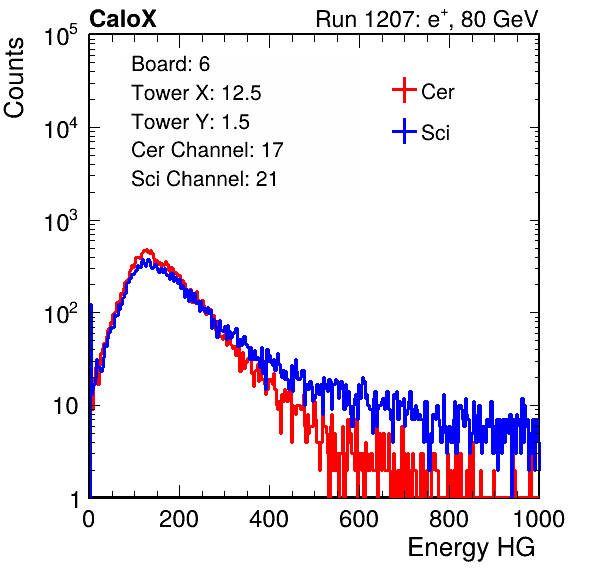 CaloX Run 1207: e⁺, 80 GeV
Counts
10⁵
10⁴
10³
10²
10
1
Board: 6
Tower X: 12.5
Tower Y: 1.5
Cer Channel: 17
Sci Channel: 21
Cer
Sci
0 200 400 600 800 1000
Energy HG